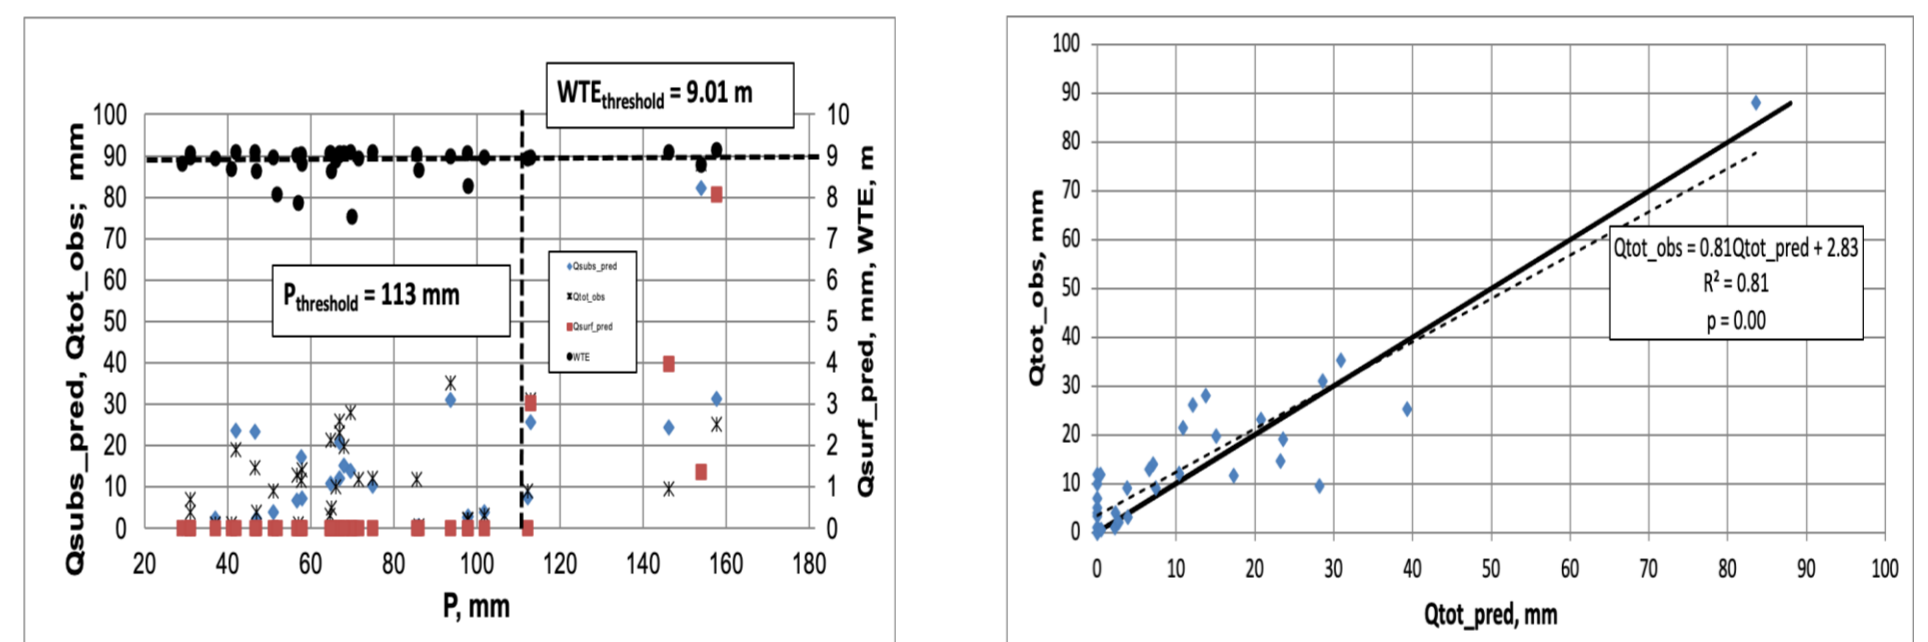 WTEthreshold = 9.01 m
Qsubs_pred, Qtot_obs; mm
100
90
80
70
60
50
40
30
20
10
0
10
9
8
7
6
5
4
3
2
1
0
Qsurf_pred, mm, WTE, m
Pthreshold = 113 mm
Qsubs_pred
Qtot_obs
Qsurf_pred
WTE
20 40 60 80 100 120 140 160 180
P, mm
Qtot_obs, mm
100
90
80
70
60
50
40
30
20
10
0
Qtot_obs = 0.81Qtot_pred + 2.83
R² = 0.81
p = 0.00
0 10 20 30 40 50 60 70 80 90 100
Qtot_pred, mm